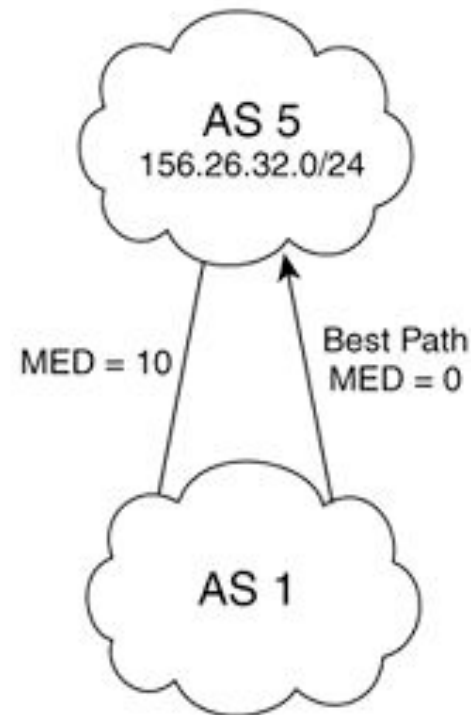 AS 5
156.26.32.0/24
MED = 10
Best Path
MED = 0
AS 1